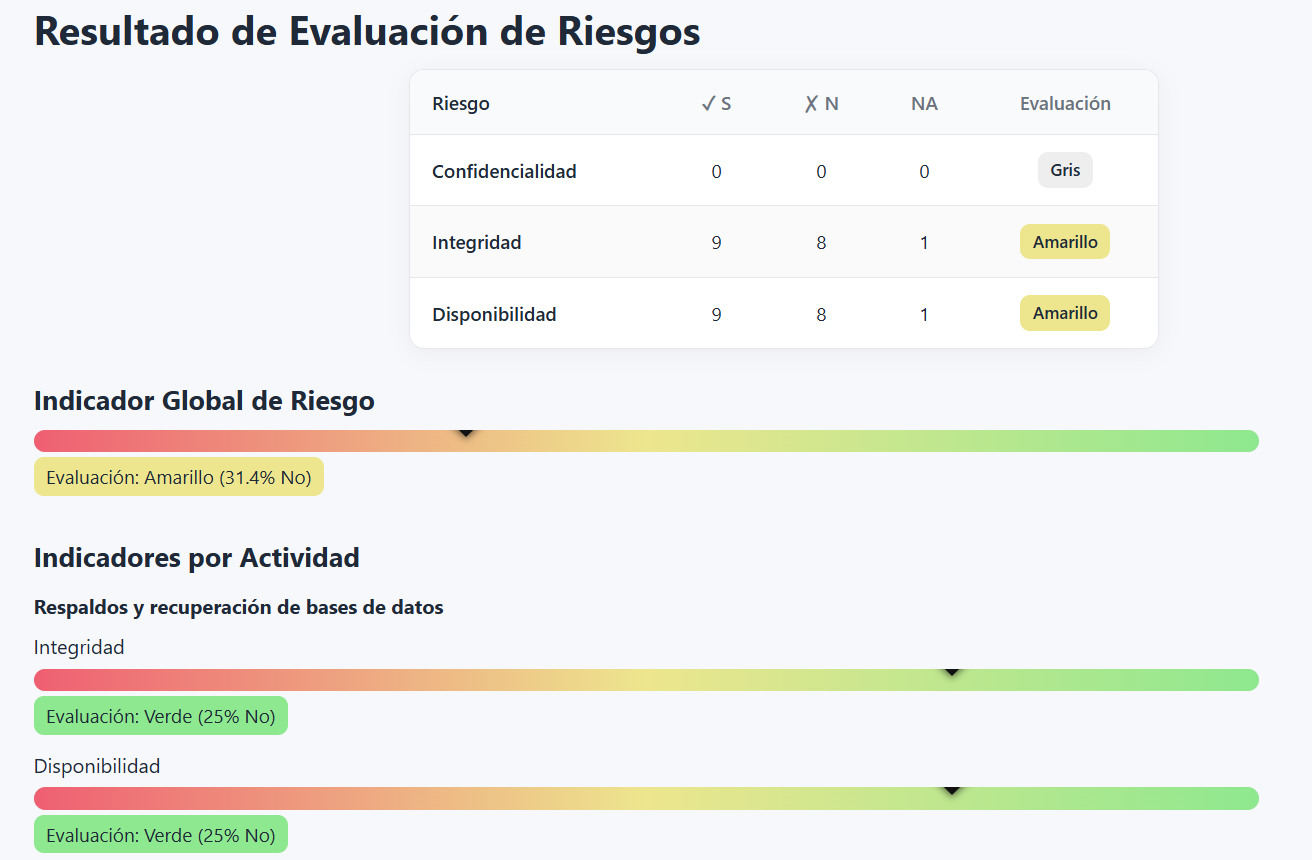 Resultado de Evaluación de Riesgos
Riesgo ✓ S ✗ N NA Evaluación
Confidencialidad 0 0 0 Gris
Integridad 9 8 1 Amarillo
Disponibilidad 9 8 1 Amarillo
Indicador Global de Riesgo
Evaluación: Amarillo (31.4% No)
Indicadores por Actividad
Respaldos y recuperación de bases de datos
Integridad
Evaluación: Verde (25% No)
Disponibilidad
Evaluación: Verde (25% No)